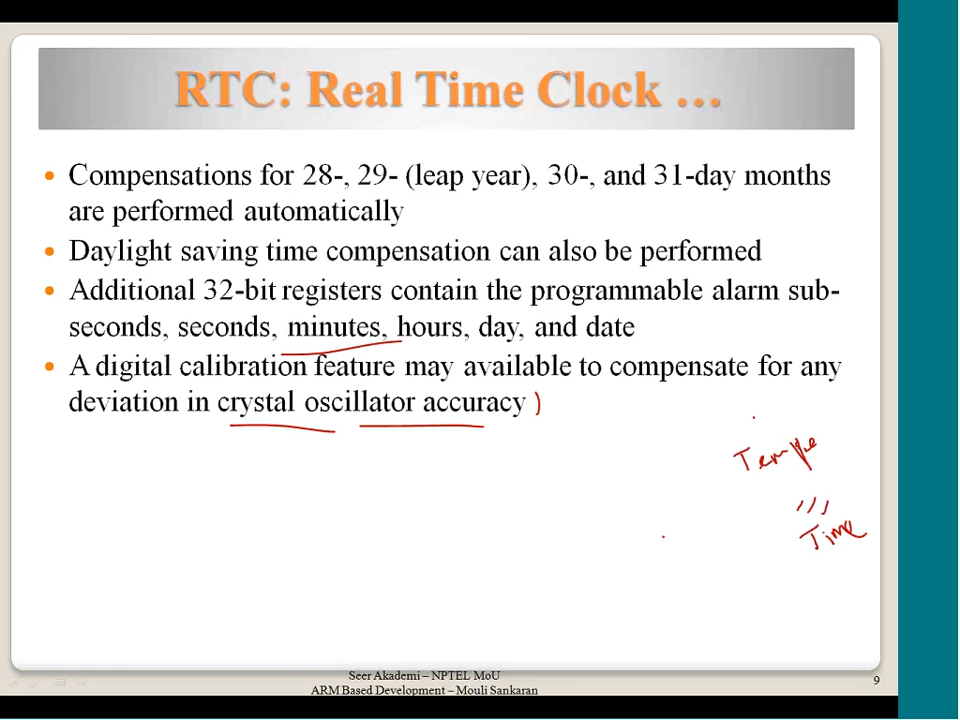 RTC: Real Time Clock ...
• Compensations for 28-, 29- (leap year), 30-, and 31-day months
are performed automatically
• Daylight saving time compensation can also be performed
• Additional 32-bit registers contain the programmable alarm sub-
seconds, seconds, minutes, hours, day, and date
• A digital calibration feature may available to compensate for any
deviation in crystal oscillator accuracy )
Tempe
Time
Seer Akademi – NPTEL MoU
ARM Based Development – Mouli Sankaran
9